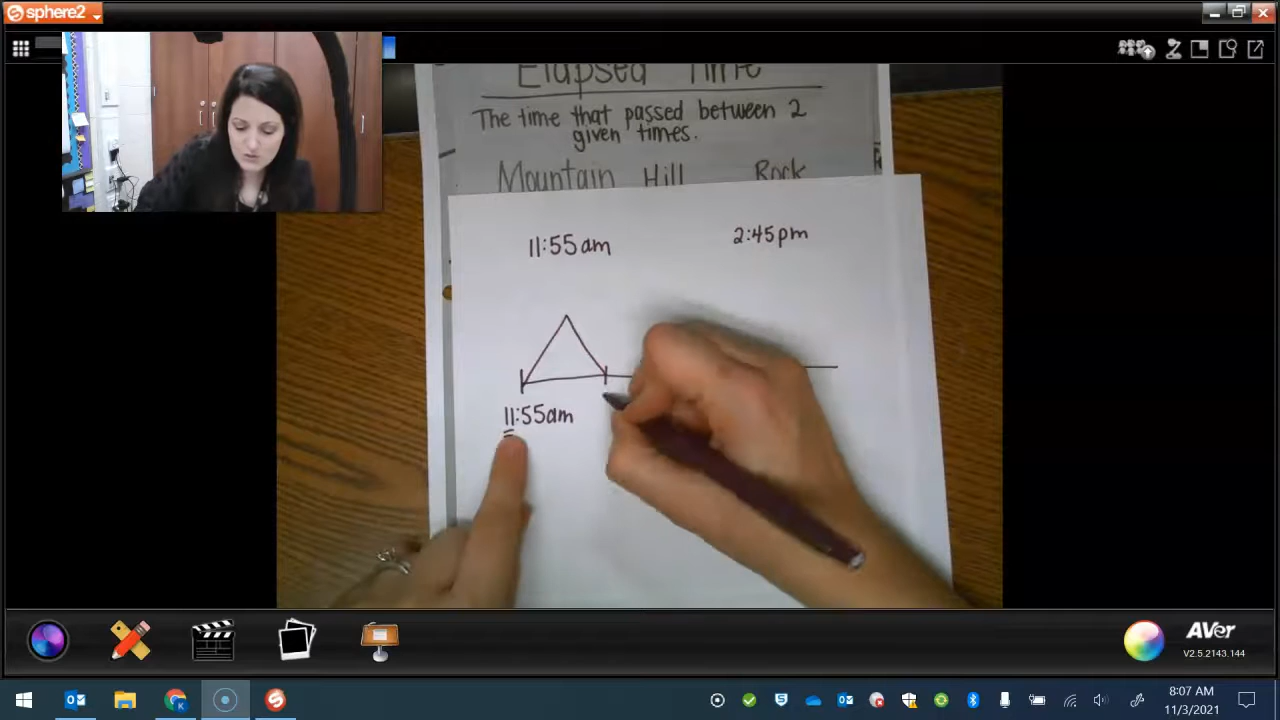 sphere2
Elapsed Time
The time that passed between 2
given times.
Mountain Hill Rock
11:55 am 2:45 pm
11:55am
AVer
V2.5.2143.144
8:07 AM
11/3/2021